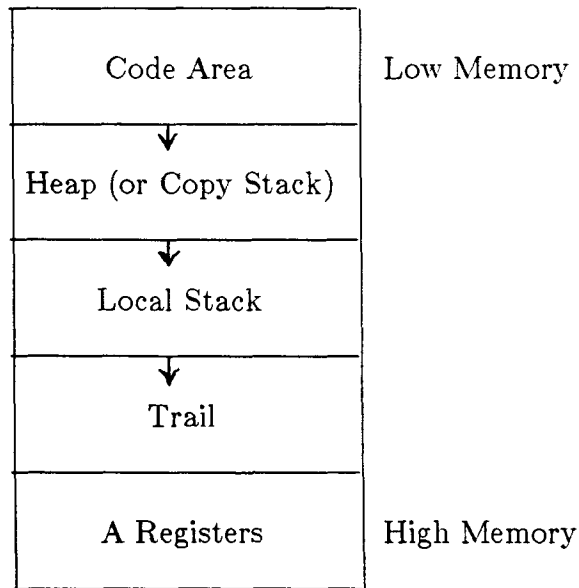 Code Area
Low Memory
Heap (or Copy Stack)
Local Stack
Trail
A Registers
High Memory